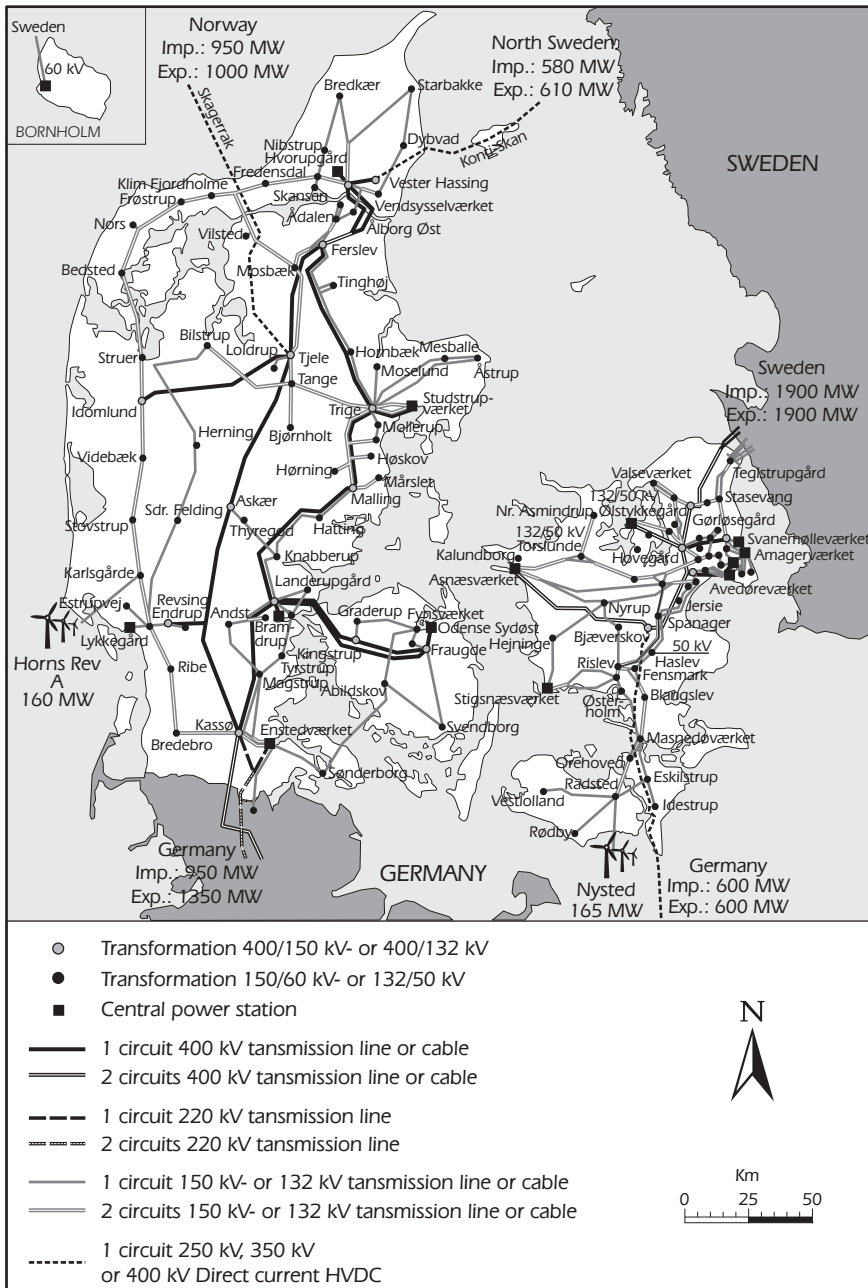 Sweden
60 kV
BORNHOLM
Norway
Imp.: 950 MW
Exp.: 1000 MW
Skagerrak
North Sweden
Imp.: 580 MW
Exp.: 610 MW
Kong-Skan
SWEDEN
Bredkær
Starbakke
Nibstrup
Hvorupgård
Dybvad
Fredensdal
Klim Fjordholme
Frøstrup
Skansen
Vester Hassing
Vendsysselværket
Ådalen
Ålborg Øst
Nors
Vilsted
Ferslev
Bedsted
Mosbæk
Tinghøj
Bilstrup
Loldrup
Struer
Tjele
Hornbæk
Mesballe
Moselund
Åstrup
Tange
Idomlund
Trige
Studstrup-
værket
Bjørnholt
Mollerup
Herning
Videbæk
Hørning
Høskov
Mårslet
Malling
Askær
Sdr. Felding
Stovstrup
Thyregod
Hatting
Knabberup
Karlsgårde
Landerupgård
Estrupvej
Revsing
Endrup
Andst
Bram-
drup
Graderup
Fynsværket
Odense Sydøst
Lykkegård
Kingstrup
Fraugde
Tyrstrup
Horns Rev
A
160 MW
Ribe
Magstrup
Abildskov
Svendborg
Kassø
Enstedværket
Bredebro
Sønderborg
Germany
Imp.: 950 MW
Exp.: 1350 MW
GERMANY
Sweden
Imp.: 1900 MW
Exp.: 1900 MW
Teglstrupgård
Valseværket
132/50 kV
Stasevang
Nr. Asmindrup
Ølstykkegård
Gørløsegård
132/50 kV
Torslunde
Svanemølleværket
Kalundborg
Høvegård
Amagerværket
Asnæsværket
Avedøreværket
Nyrup
Jersie
Spanager
Bjæverskov
Hejninge
50 kV
Rislev
Haslev
Fensmark
Stigsnæsværket
Blangslev
Øster-
holm
Masnedøværket
Orehoved
Radsted
Eskilstrup
Vestlolland
Idestrup
Rødby
Nysted
165 MW
Germany
Imp.: 600 MW
Exp.: 600 MW
Transformation 400/150 kV- or 400/132 kV
Transformation 150/60 kV- or 132/50 kV
Central power station
1 circuit 400 kV tansmission line or cable
2 circuits 400 kV tansmission line or cable
1 circuit 220 kV tansmission line
2 circuits 220 kV tansmission line
1 circuit 150 kV- or 132 kV tansmission line or cable
2 circuits 150 kV- or 132 kV tansmission line or cable
1 circuit 250 kV, 350 kV
or 400 kV Direct current HVDC
N
Km
0 25 50